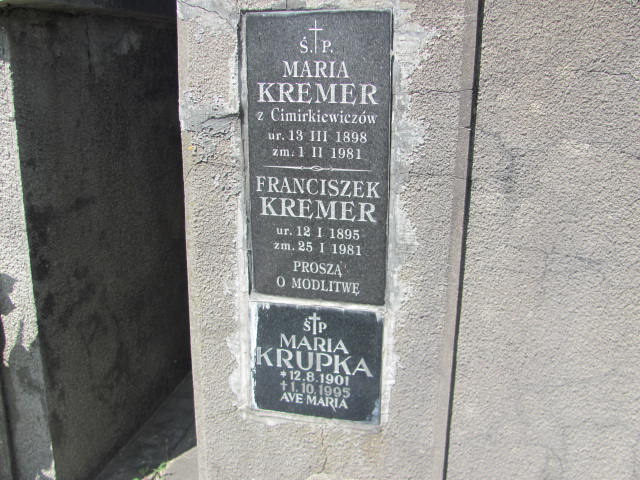 Ś. P.
MARIA
KREMER
z Cimirkiewiczów
ur. 13 III 1898
zm. 1 II 1981
FRANCISZEK
KREMER
ur. 12 I 1895
zm. 25 I 1981
PROSZĄ
O MODLITWĘ
Ś P
MARIA
KRUPKA
* 12.8.1901
† 1.10.1995
AVE MARIA